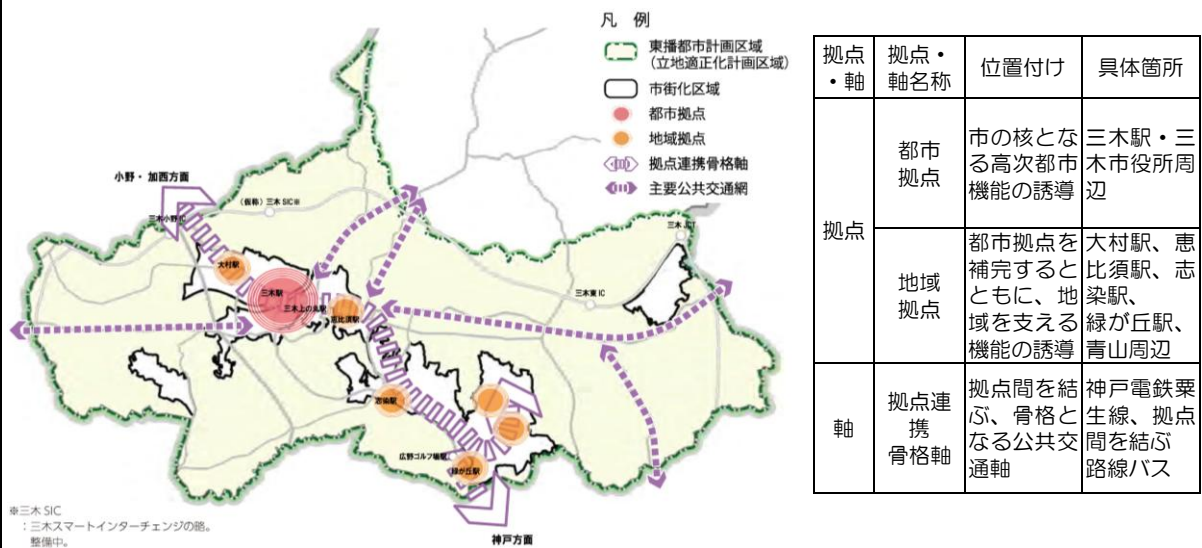 凡 例
東播都市計画区域
(立地適正化計画区域)
市街化区域
都市拠点
地域拠点
拠点連携骨格軸
主要公共交通網
小野・加西方面
(仮称)三木SIC※
三木小野IC
三木JCT
大村駅
三木駅
三木上の丸駅
恵比須駅
三木東IC
志染駅
広野ゴルフ場前駅
緑が丘駅
神戸方面
※三木SIC
:三木スマートインターチェンジの略。
整備中。
拠点
・軸
拠点・
軸名称
位置付け
具体箇所
拠点
都市
拠点
市の核とな
る高次都市
機能の誘導
三木駅・三
木市役所周
辺
地域
拠点
都市拠点を
補完すると
ともに、地
域を支える
機能の誘導
大村駅、恵
比須駅、志
染駅、
緑が丘駅、
青山周辺
軸
拠点連
携
骨格軸
拠点間を結
ぶ、骨格と
なる公共交
通軸
神戸電鉄粟
生線、拠点
間を結ぶ
路線バス